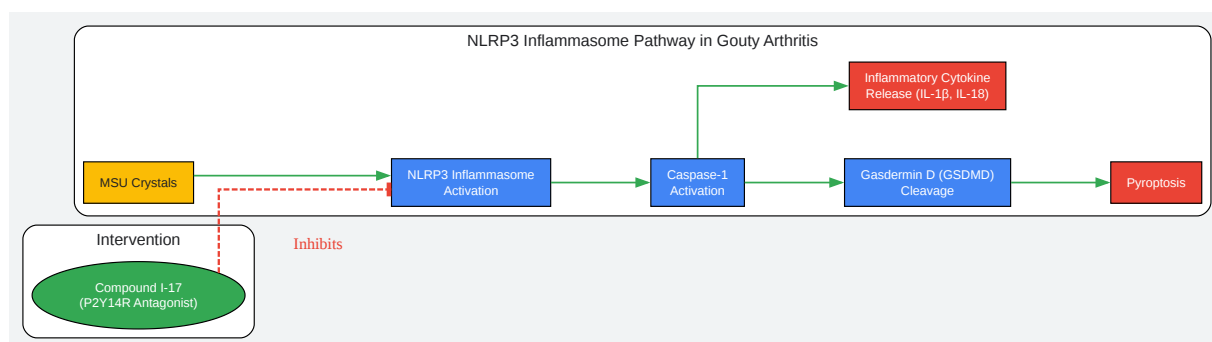 NLRP3 Inflammasome Pathway in Gouty Arthritis
Inflammatory Cytokine
Release (IL-1β, IL-18)
MSU Crystals
NLRP3 Inflammasome
Activation
Caspase-1
Activation
Gasdermin D (GSDMD)
Cleavage
Pyroptosis
Intervention
Inhibits
Compound I-17
(P2Y14R Antagonist)